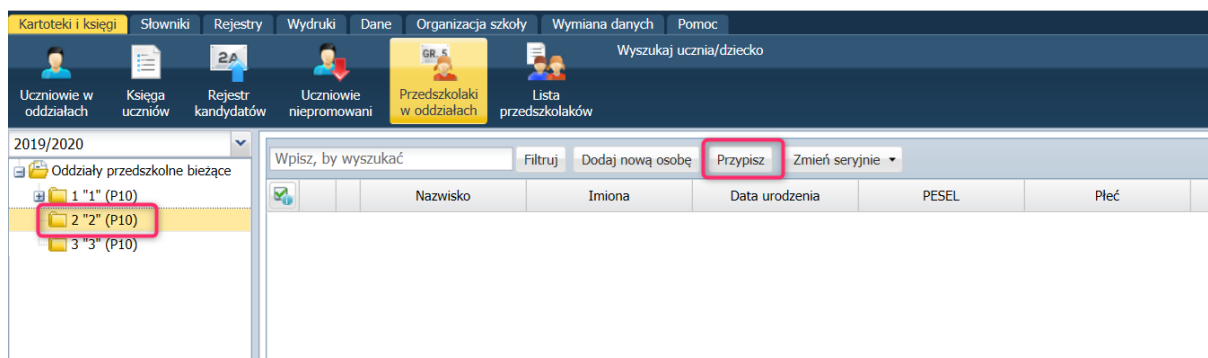 Kartoteki i księgi Słowniki Rejestry Wydruki Dane Organizacja szkoły Wymiana danych Pomoc
2A GR. 5 Wyszukaj ucznia/dziecko
Uczniowie w Księga Rejestr Uczniowie Przedszkolaki Lista
oddziałach uczniów kandydatów niepromowani w oddziałach przedszkolaków
2019/2020
Wpisz, by wyszukać Filtruj Dodaj nową osobę Przypisz Zmień seryjnie
Oddziały przedszkolne bieżące
1 "1" (P10) Nazwisko Imiona Data urodzenia PESEL Płeć
2 "2" (P10)
3 "3" (P10)